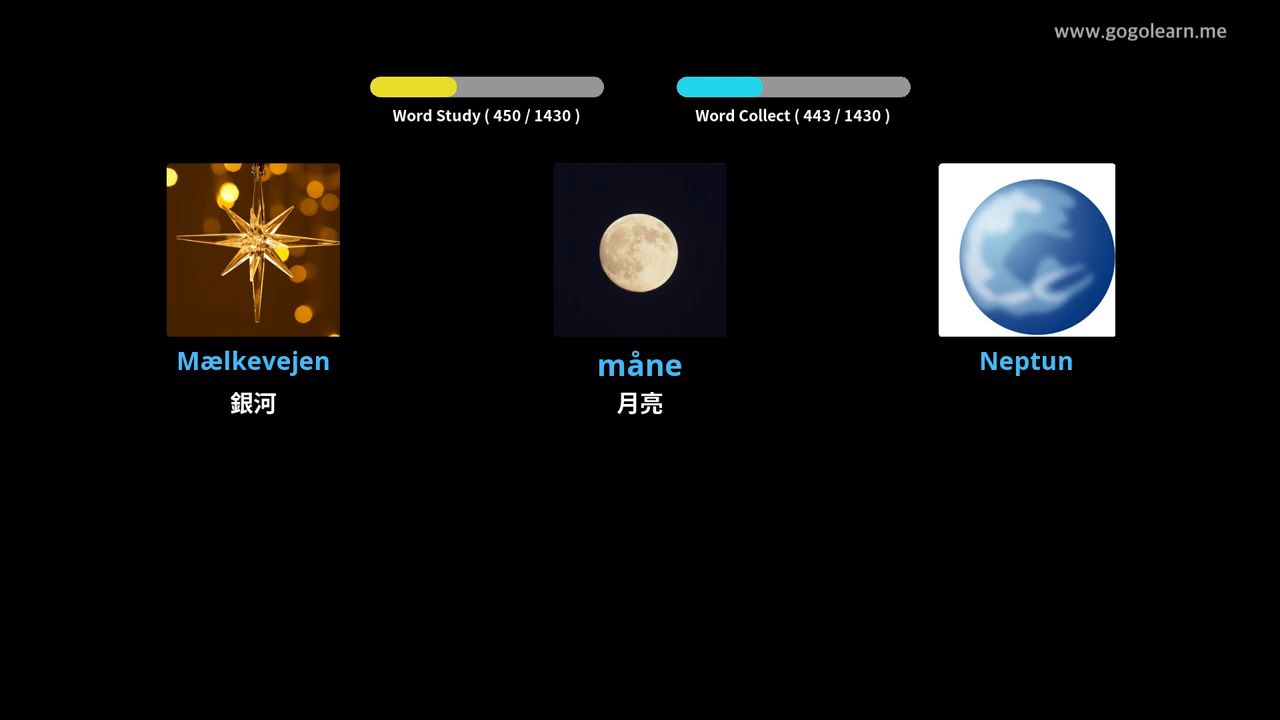 www.gogolearn.me
Word Study ( 450 / 1430 )
Word Collect ( 443 / 1430 )
Mælkevejen
銀河
måne
月亮
Neptun